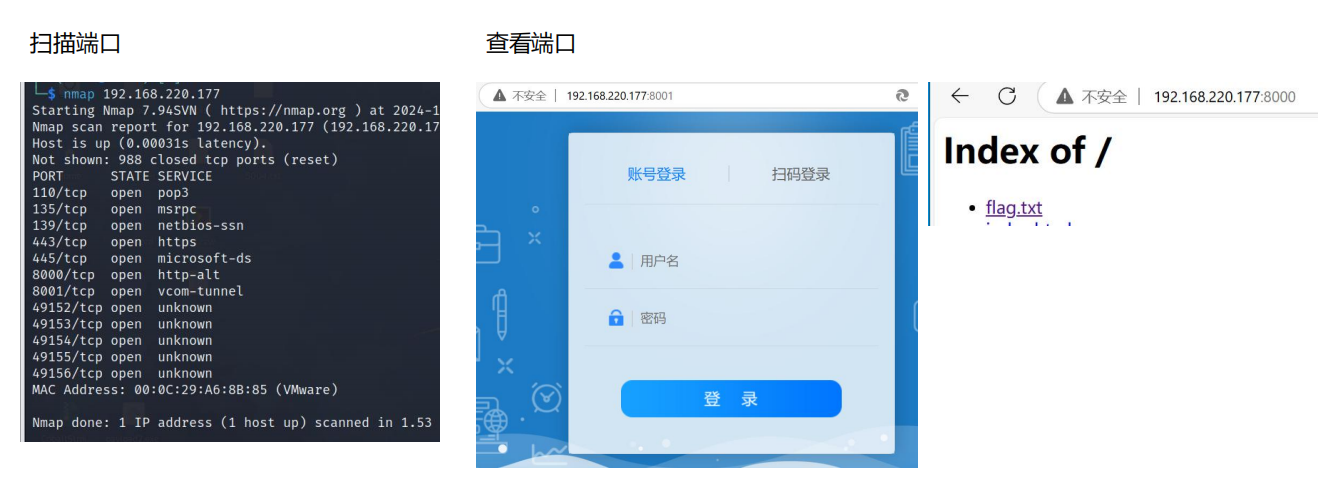 扫描端口
查看端口
└─$ nmap 192.168.220.177
Starting Nmap 7.94SVN ( https://nmap.org ) at 2024-1
Nmap scan report for 192.168.220.177 (192.168.220.17
Host is up (0.00031s latency).
Not shown: 988 closed tcp ports (reset)
PORT      STATE SERVICE
110/tcp   open  pop3
135/tcp   open  msrpc
139/tcp   open  netbios-ssn
443/tcp   open  https
445/tcp   open  microsoft-ds
8000/tcp  open  http-alt
8001/tcp  open  vcom-tunnel
49152/tcp open  unknown
49153/tcp open  unknown
49154/tcp open  unknown
49155/tcp open  unknown
49156/tcp open  unknown
MAC Address: 00:0C:29:A6:8B:85 (VMware)
Nmap done: 1 IP address (1 host up) scanned in 1.53
不安全 | 192.168.220.177:8001
账号登录 | 扫码登录
用户名
密码
登 录
不安全 | 192.168.220.177:8000
Index of /
flag.txt